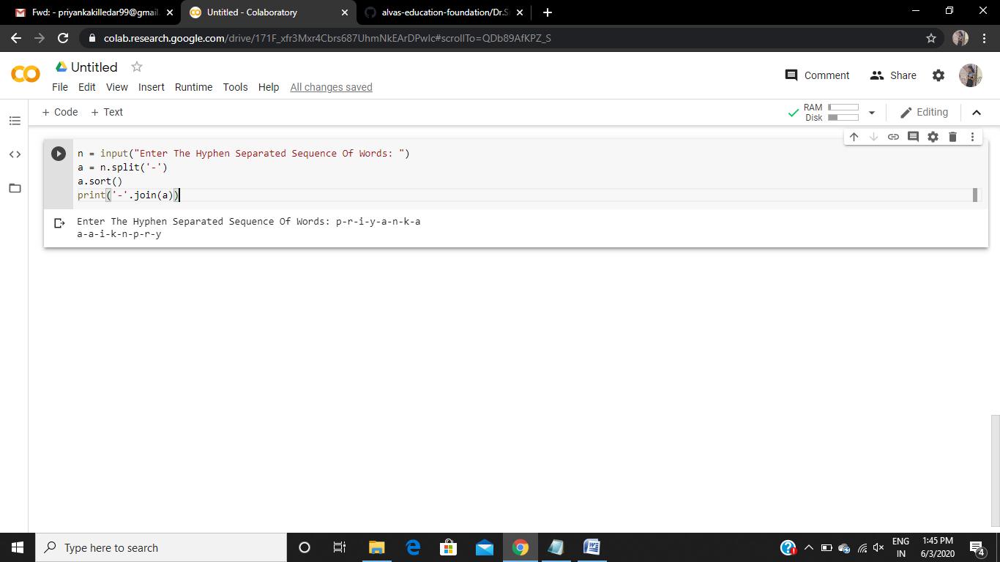 Fwd: - priyankakilledar99@gmail
Untitled - Colaboratory
alvas-education-foundation/Dr.S
colab.research.google.com/drive/171F_xfr3Mxr4Cbrs687UhmNkEArDPwIc#scrollTo=QDb89AfKPZ_S
Untitled
File Edit View Insert Runtime Tools Help All changes saved
Comment Share
+ Code + Text
RAM
Disk
Editing
n = input("Enter The Hyphen Separated Sequence Of Words: ")
a = n.split('-')
a.sort()
print('-'.join(a))
Enter The Hyphen Separated Sequence Of Words: p-r-i-y-a-n-k-a
a-a-i-k-n-p-r-y
Type here to search
ENG
IN
1:45 PM
6/3/2020
4